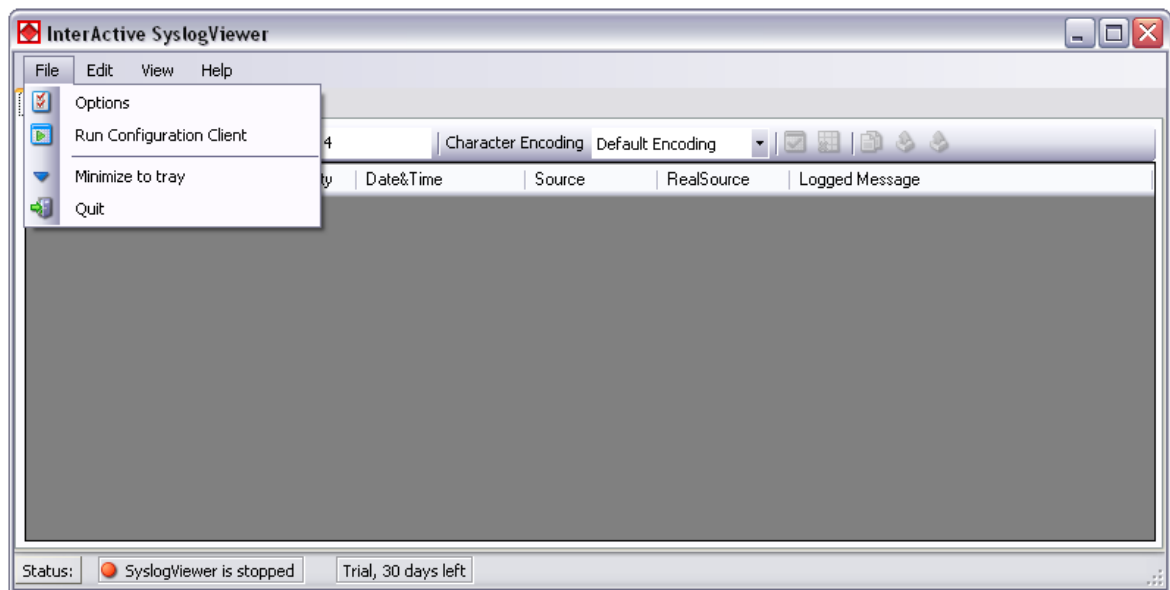 InterActive SyslogViewer
File Edit View Help
Options
Run Configuration Client
Minimize to tray
Quit
4 Character Encoding Default Encoding
ty Date&Time Source RealSource Logged Message
Status: SyslogViewer is stopped Trial, 30 days left